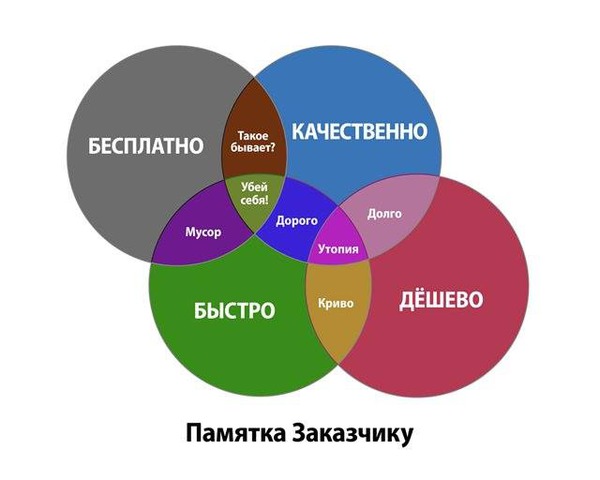 БЕСПЛАТНО
Такое
бывает?
КАЧЕСТВЕННО
Убей
себя!
Мусор
Дорого
Долго
Утопия
БЫСТРО
Криво
ДЁШЕВО
Памятка Заказчику